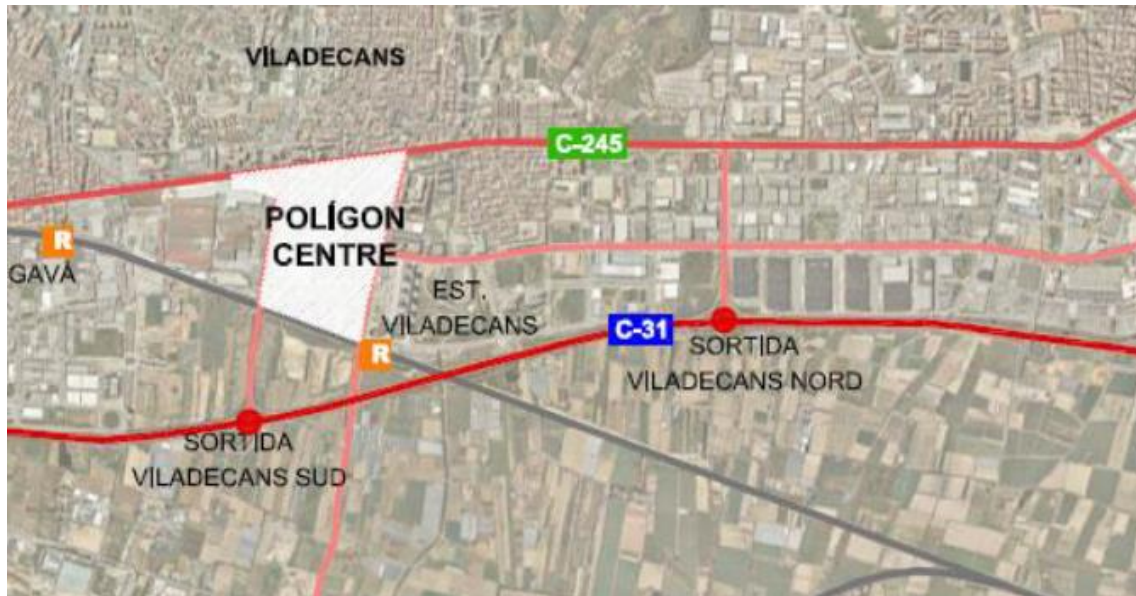 VILADECANS
C-245
POLÍGON
CENTRE
R
GAVÀ
EST.
VILADECANS
R
C-31
SORTIDA
VILADECANS NORD
SORTIDA
VILADECANS SUD